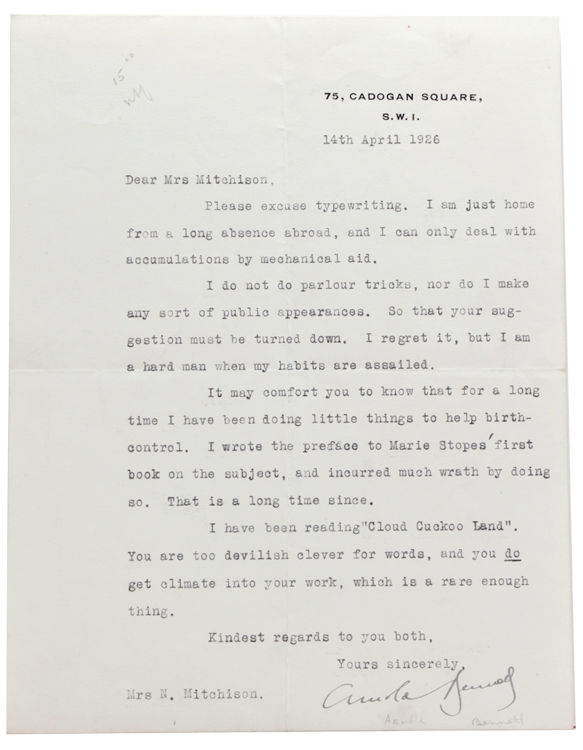 15 00
75, CADOGAN SQUARE,
S.W.1.
14th April 1926
Dear Mrs Mitchison,
Please excuse typewriting. I am just home
from a long absence abroad, and I can only deal with
accumulations by mechanical aid.
I do not do parlour tricks, nor do I make
any sort of public appearances. So that your sug-
gestion must be turned down. I regret it, but I am
a hard man when my habits are assailed.
It may comfort you to know that for a long
time I have been doing little things to help birth-
control. I wrote the preface to Marie Stopes' first
book on the subject, and incurred much wrath by doing
so. That is a long time since.
I have been reading"Cloud Cuckoo Land".
You are too devilish clever for words, and you do
get climate into your work, which is a rare enough
thing.
Kindest regards to you both,
Yours sincerely,
Mrs N. Mitchison.
Arnold Bennett
Arnold Bennett